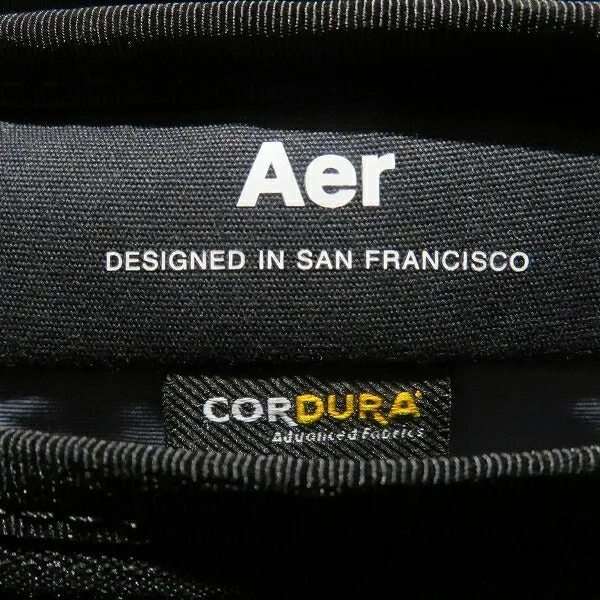 Aer
DESIGNED IN SAN FRANCISCO
CORDURA®
Advanced Fabrics